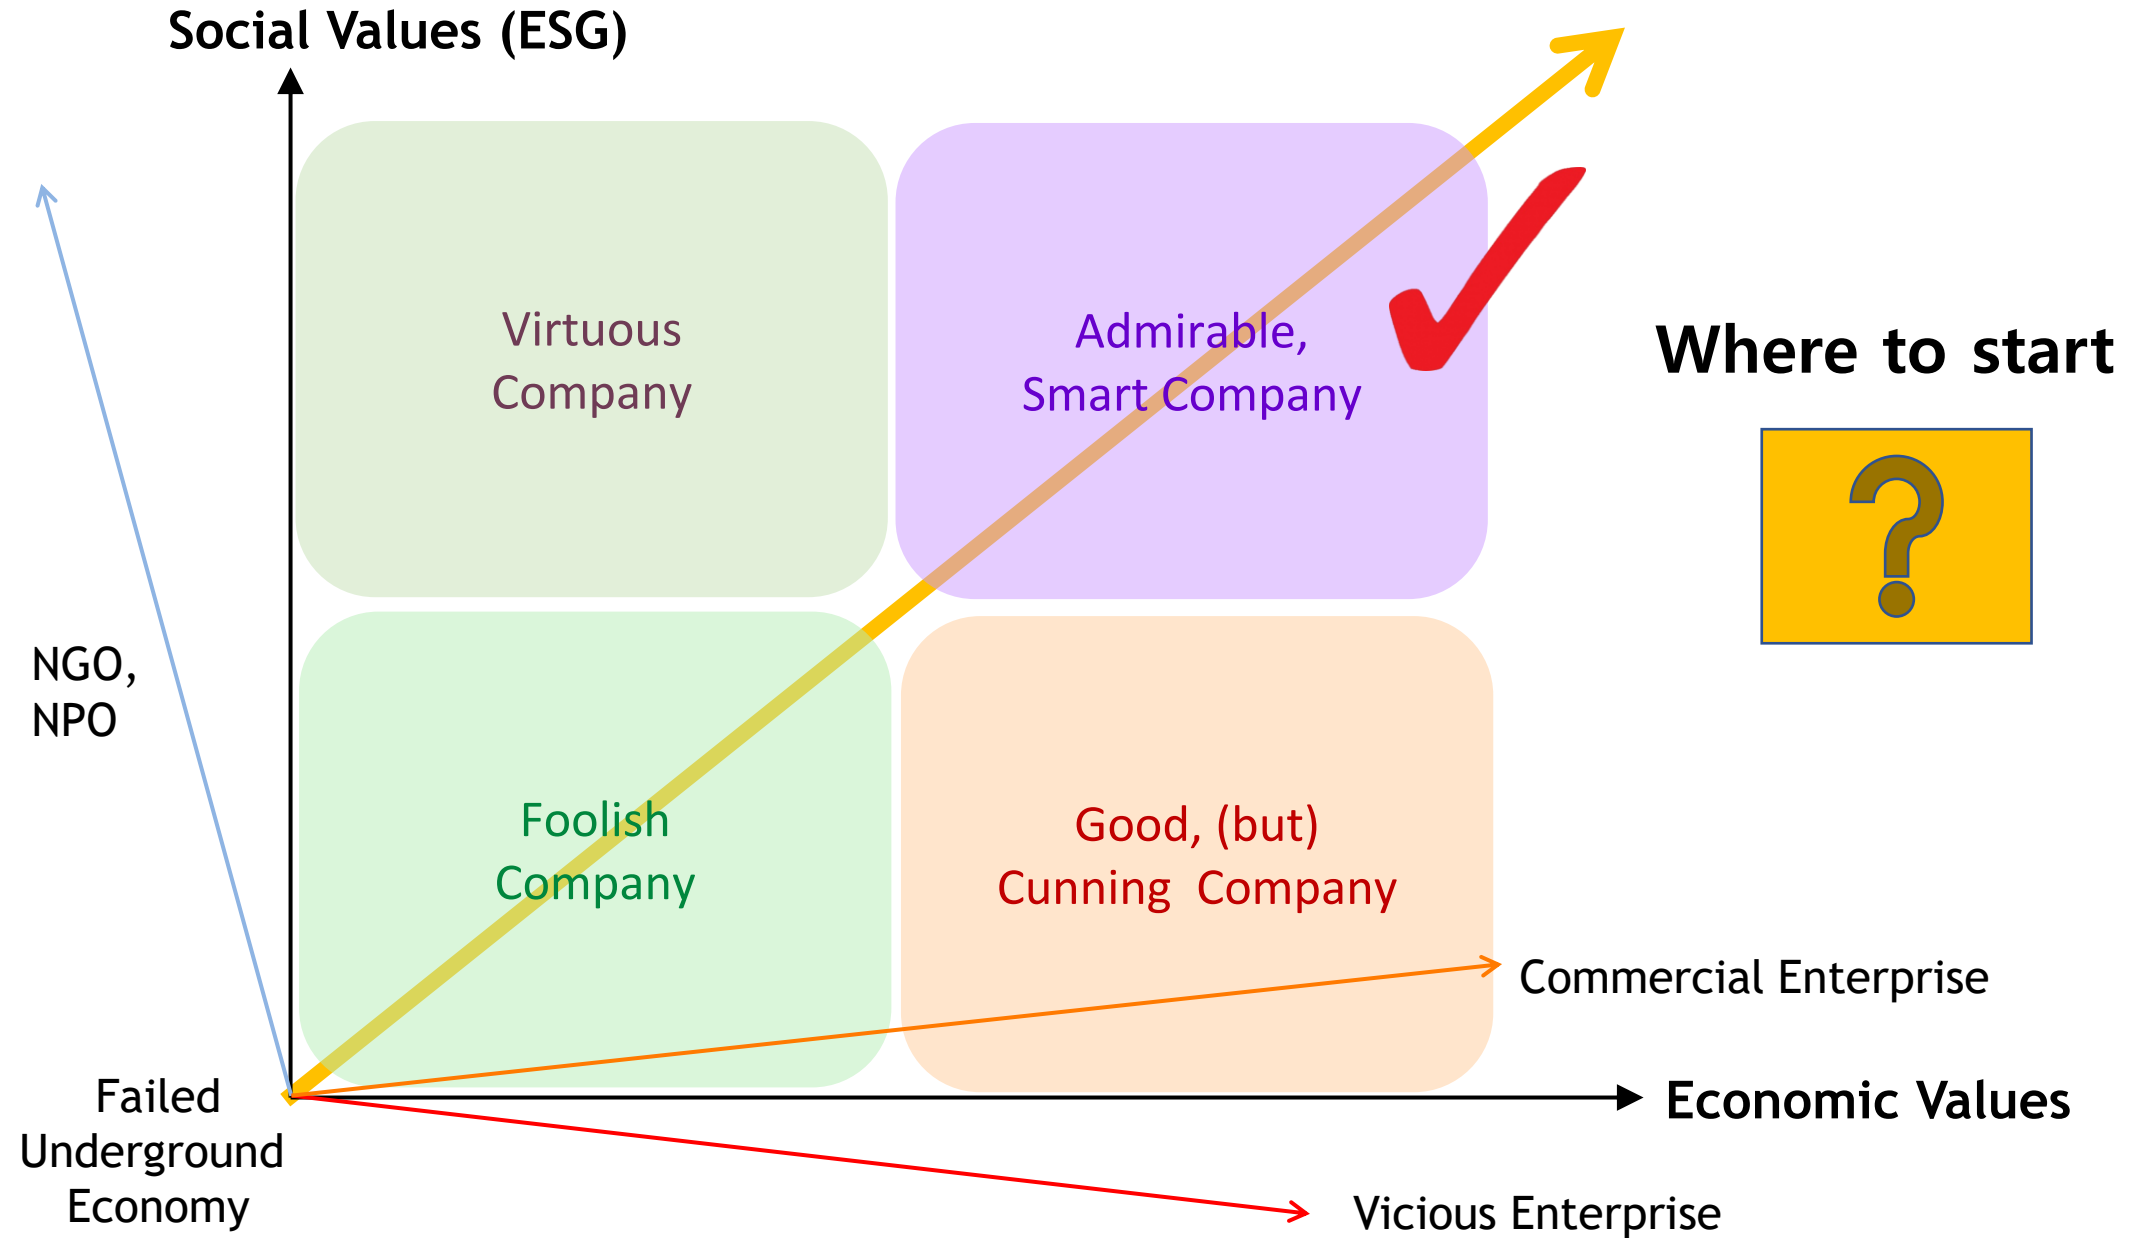 Social Values (ESG)
Virtuous
Company
Admirable,
Smart Company
Where to start
?
NGO,
NPO
Foolish
Company
Good, (but)
Cunning  Company
Commercial Enterprise
Failed
Underground
Economy
Economic Values
Vicious Enterprise